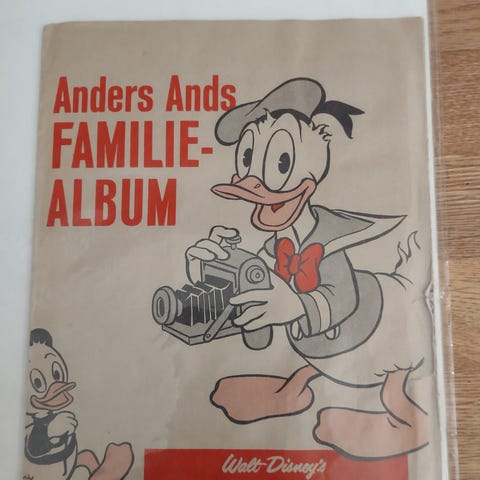 Anders Ands
FAMILIE-
ALBUM
Walt Disney's